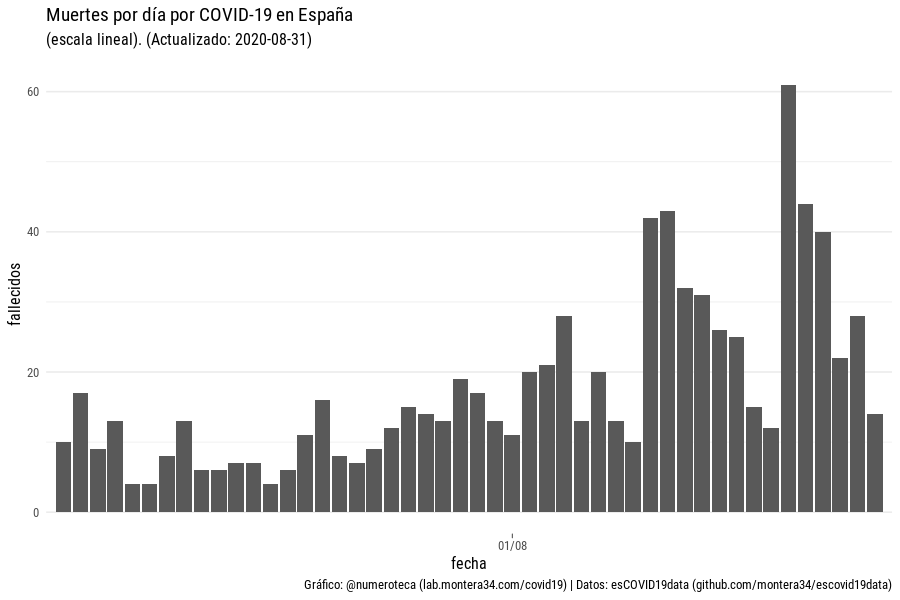 Muertes por día por COVID-19 en España
(escala lineal). (Actualizado: 2020-08-31)
60
40
20
0
fallecidos
01/08
fecha
Gráfico: @numeroteca (lab.montera34.com/covid19) | Datos: esCOVID19data (github.com/montera34/escovid19data)